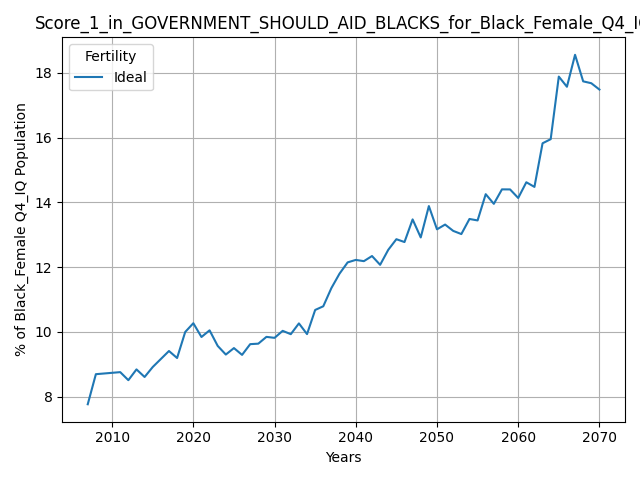 Score_1_in_GOVERNMENT_SHOULD_AID_BLACKS_for_Black_Female_Q4_IQ
Fertility
Ideal
% of Black_Female Q4_IQ Population
18
16
14
12
10
8
2010 2020 2030 2040 2050 2060 2070
Years